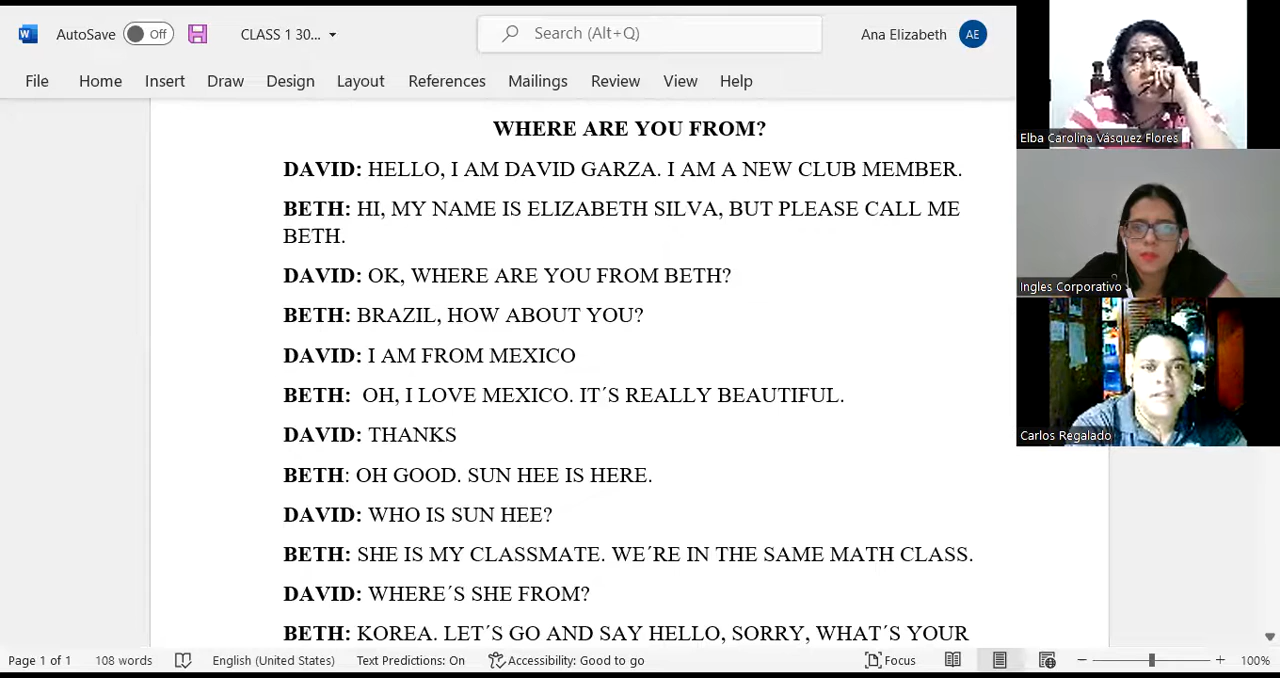 AutoSave Off CLASS 1 30... Search (Alt+Q) Ana Elizabeth AE
File Home Insert Draw Design Layout References Mailings Review View Help
WHERE ARE YOU FROM?
DAVID: HELLO, I AM DAVID GARZA. I AM A NEW CLUB MEMBER.
BETH: HI, MY NAME IS ELIZABETH SILVA, BUT PLEASE CALL ME
BETH.
DAVID: OK, WHERE ARE YOU FROM BETH?
BETH: BRAZIL, HOW ABOUT YOU?
DAVID: I AM FROM MEXICO
BETH: OH, I LOVE MEXICO. IT´S REALLY BEAUTIFUL.
DAVID: THANKS
BETH: OH GOOD. SUN HEE IS HERE.
DAVID: WHO IS SUN HEE?
BETH: SHE IS MY CLASSMATE. WE´RE IN THE SAME MATH CLASS.
DAVID: WHERE´S SHE FROM?
BETH: KOREA. LET´S GO AND SAY HELLO, SORRY, WHAT´S YOUR
Page 1 of 1 108 words English (United States) Text Predictions: On Accessibility: Good to go Focus 100%
Elba Carolina Vásquez Flores
Ingles Corporativo
Carlos Regalado